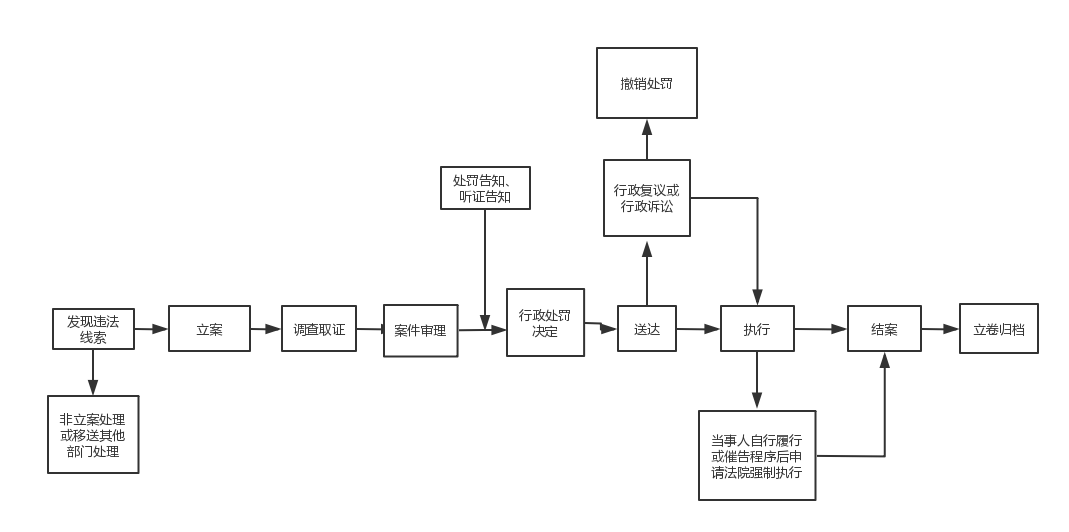 撤销处罚
处罚告知、
听证告知
行政复议或
行政诉讼
发现违法
线索
立案
调查取证
案件审理
行政处罚
决定
送达
执行
结案
立卷归档
非立案处理
或移送其他
部门处理
当事人自行履行
或催告程序后申
请法院强制执行